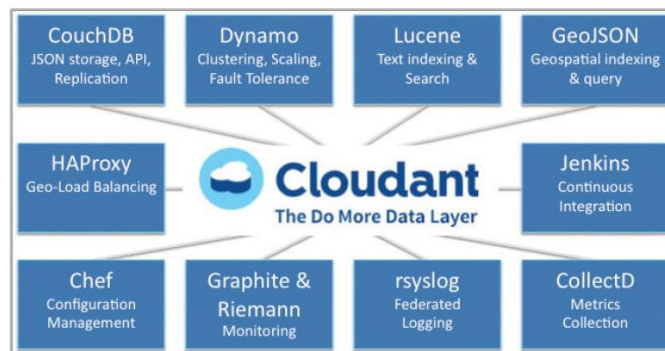 CouchDB
JSON storage, API,
Replication
Dynamo
Clustering, Scaling,
Fault Tolerance
Lucene
Text indexing &
Search
GeoJSON
Geospatial indexing
& query
HAProxy
Geo-Load Balancing
Cloudant
The Do More Data Layer
Jenkins
Continuous
Integration
Chef
Configuration
Management
Graphite &
Riemann
Monitoring
rsyslog
Federated
Logging
CollectD
Metrics
Collection